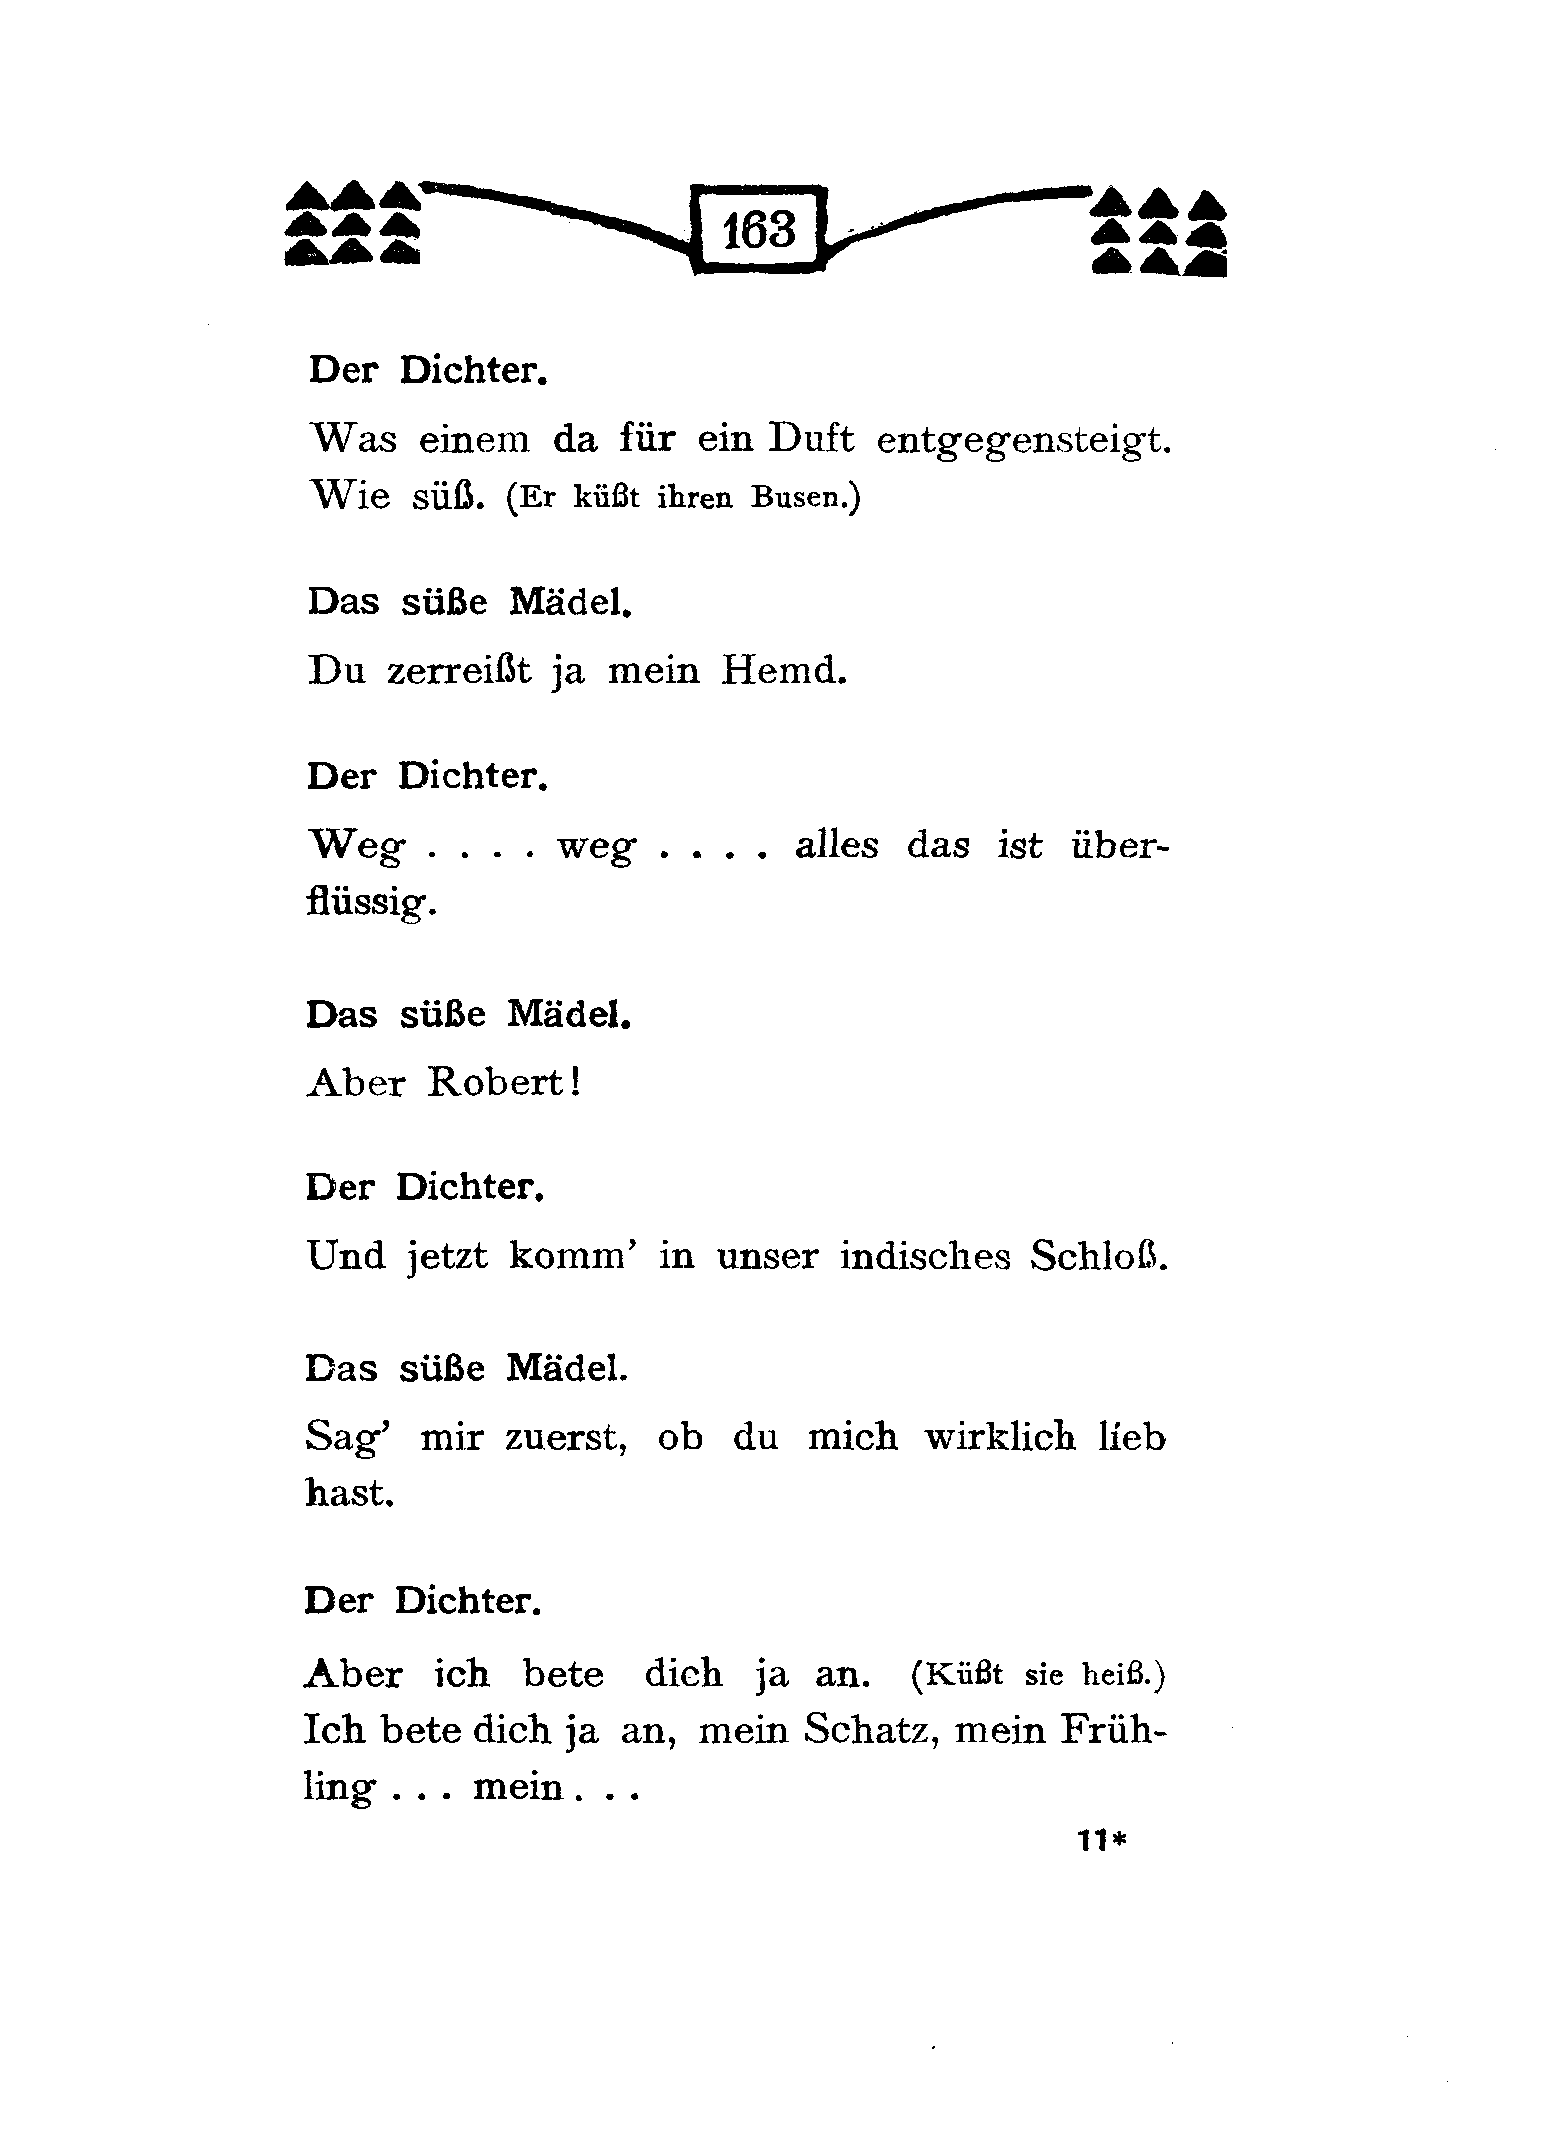 163
Der Dichter.
Was einem da für ein Duft entgegensteigt.
Wie süß. (Er küßt ihren Busen.)
Das süße Mädel.
Du zerreißt ja mein Hemd.
Der Dichter.
Weg . . . . weg . . . . alles das ist über-
flüssig.
Das süße Mädel.
Aber Robert!
Der Dichter.
Und jetzt komm’ in unser indisches Schloß.
Das süße Mädel.
Sag’ mir zuerst, ob du mich wirklich lieb
hast.
Der Dichter.
Aber ich bete dich ja an. (Küßt sie heiß.)
Ich bete dich ja an, mein Schatz, mein Früh-
ling . . . mein . . .
11*